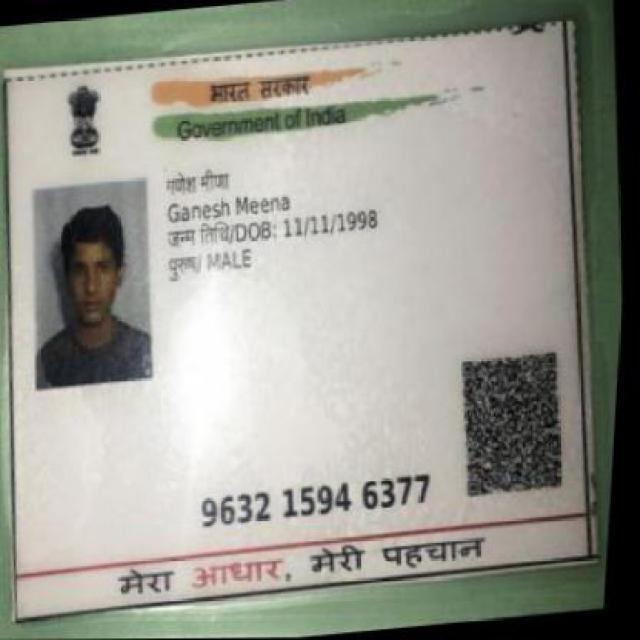 भारत सरकार
Government of India
गणेश मीणा
Ganesh Meena
जन्म तिथि/DOB: 11/11/1998
पुरुष/ MALE
9632 1594 6377
मेरा आधार, मेरी पहचान